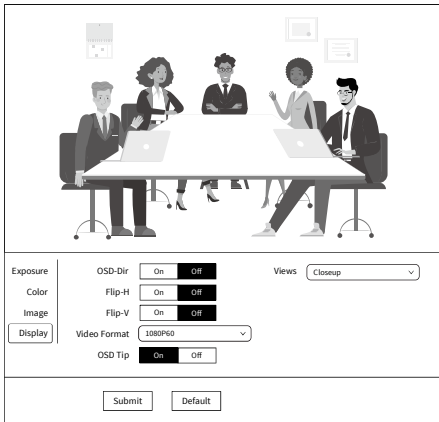 Exposure
Color
Image
Display
OSD-Dir On Off
Flip-H On Off
Flip-V On Off
Video Format 1080P60
OSD Tip On Off
Views Closeup
Submit Default